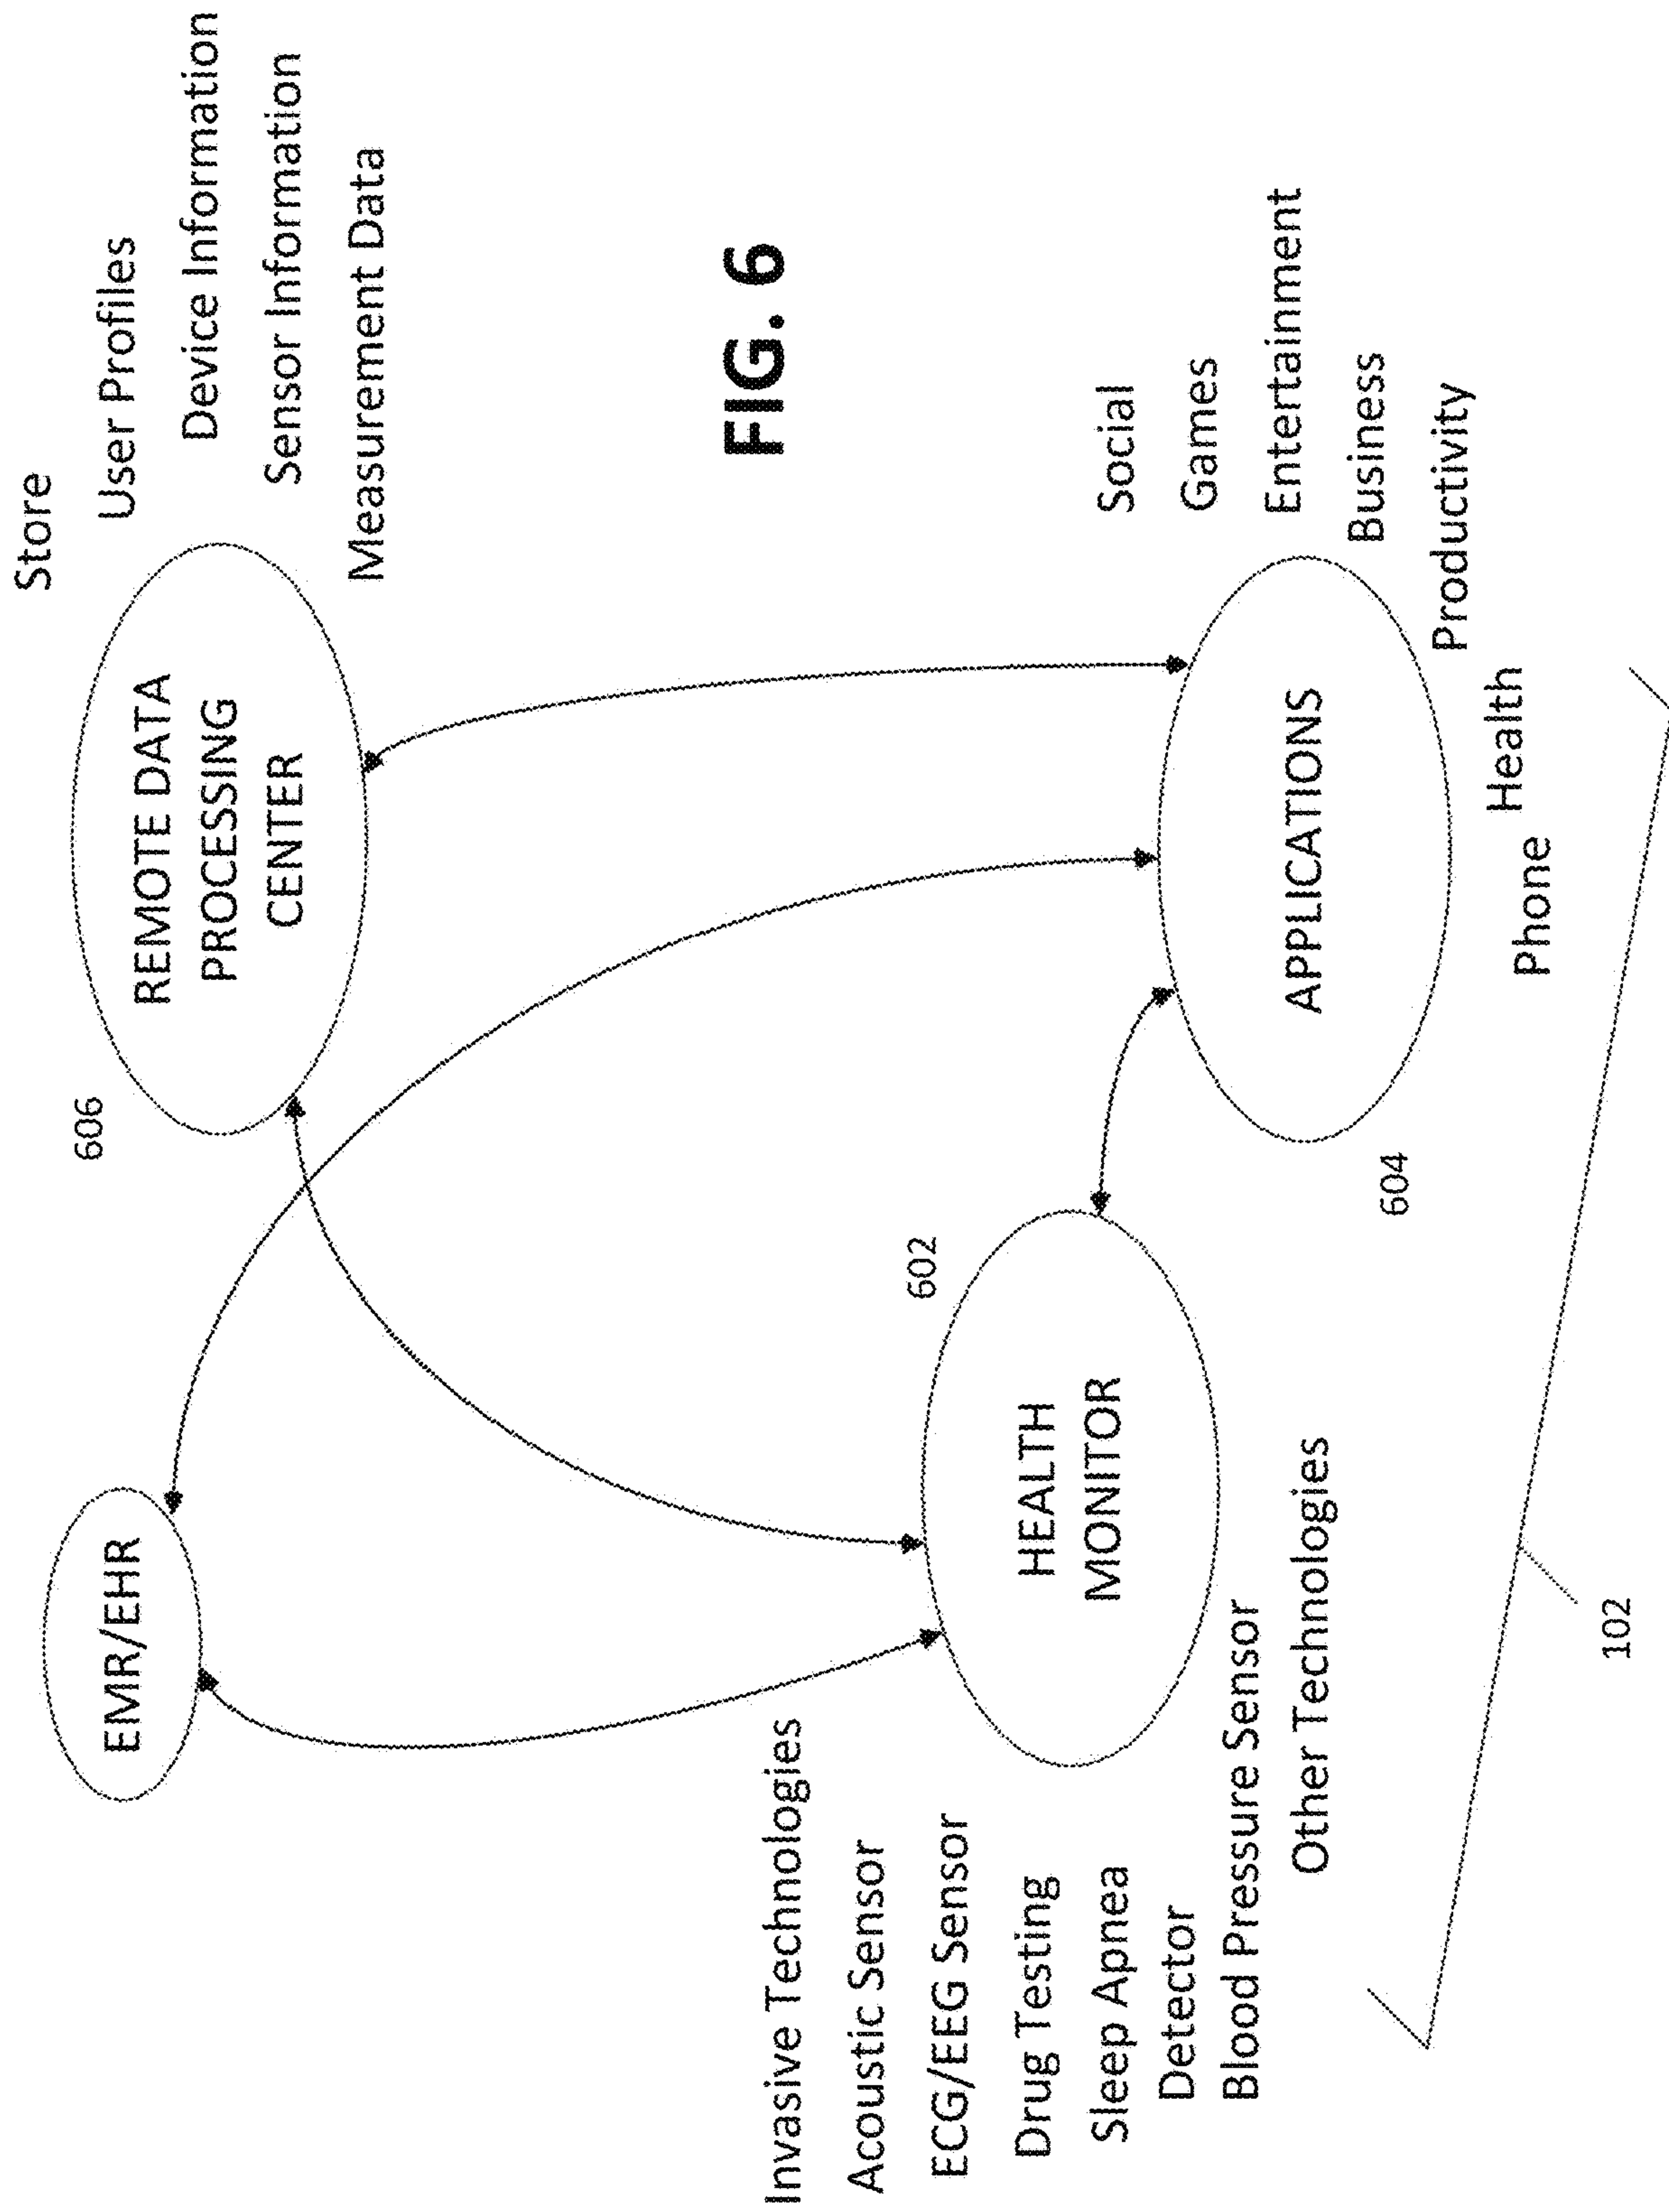 Store
User Profiles
Device Information
Sensor Information
Measurement Data
606
REMOTE DATA
PROCESSING
CENTER
EMR/EHR
FIG. 6
602
HEALTH
MONITOR
Invasive Technologies
Acoustic Sensor
ECG/EEG Sensor
Drug Testing
Sleep Apnea
Detector
Blood Pressure Sensor
Other Technologies
604
APPLICATIONS
Social
Games
Entertainment
Business
Productivity
Health
Phone
102